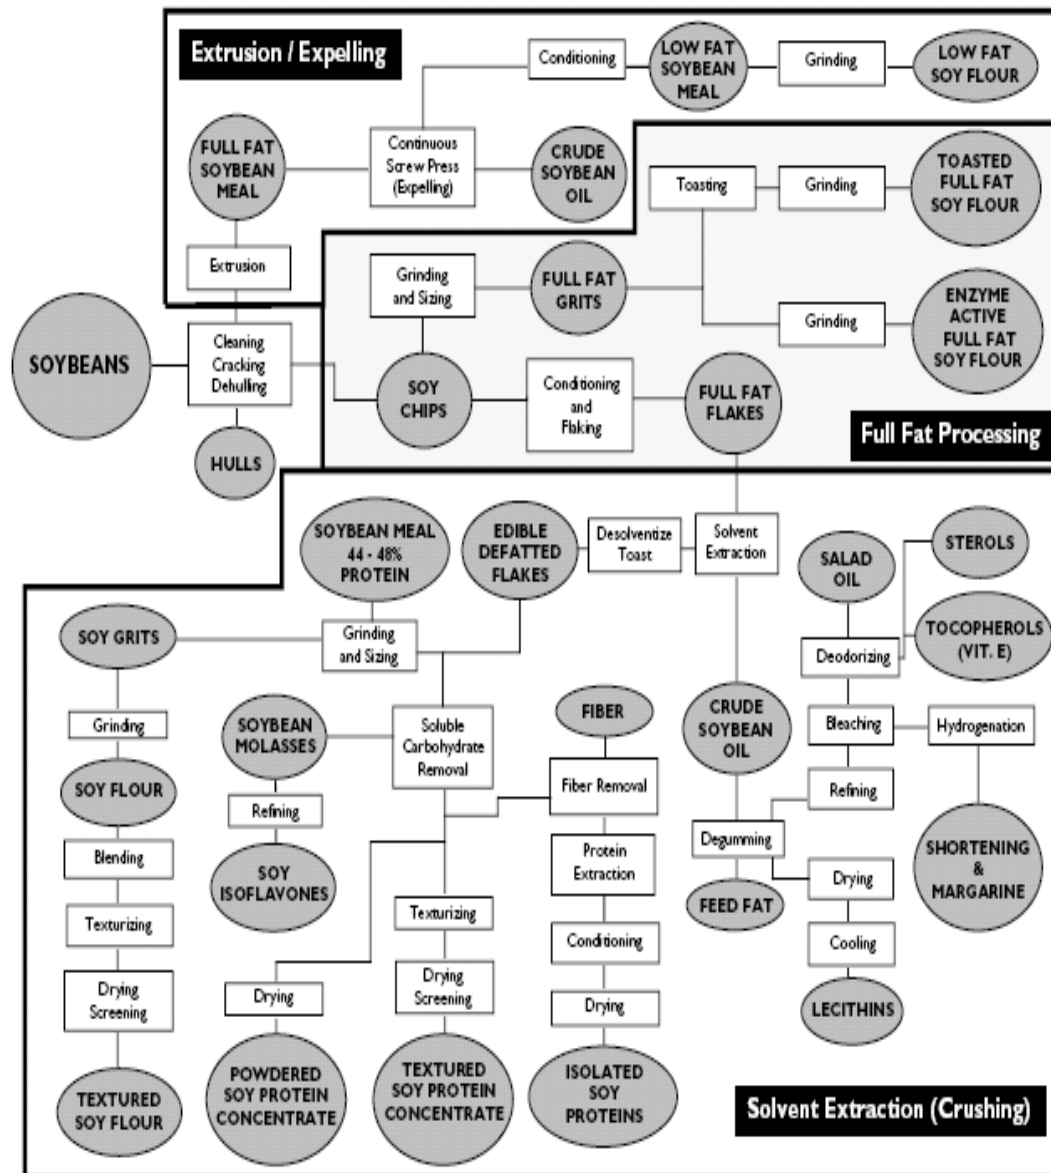 Extrusion / Expelling
Conditioning
LOW FAT
SOYBEAN
MEAL
Grinding
LOW FAT
SOY FLOUR
FULL FAT
SOYBEAN
MEAL
Continuous
Screw Press
(Expelling)
CRUDE
SOYBEAN
OIL
Extrusion
Toasting
Grinding
TOASTED
FULL FAT
SOY FLOUR
Grinding
and Sizing
FULL FAT
GRITS
Grinding
ENZYME
ACTIVE
FULL FAT
SOY FLOUR
SOYBEANS
Cleaning
Cracking
Dehulling
SOY
CHIPS
Conditioning
and
Flaking
FULL FAT
FLAKES
Full Fat Processing
HULLS
SOYBEAN MEAL
44 - 48%
PROTEIN
EDIBLE
DEFATTED
FLAKES
Desolventize
Toast
Solvent
Extraction
SALAD
OIL
STEROLS
TOCOPHEROLS
(VIT. E)
SOY GRITS
Grinding
and Sizing
Deodorizing
Grinding
SOYBEAN
MOLASSES
Soluble
Carbohydrate
Removal
FIBER
CRUDE
SOYBEAN
OIL
Bleaching
Hydrogenation
SOY FLOUR
Refining
Fiber Removal
Refining
Blending
SOY
ISOFLAVONES
Protein
Extraction
Degumming
SHORTENING
&
MARGARINE
Texturizing
Texturizing
FEED FAT
Drying
Conditioning
Cooling
Drying
Screening
Drying
Drying
Screening
Drying
LECITHINS
TEXTURED
SOY FLOUR
POWDERED
SOY PROTEIN
CONCENTRATE
TEXTURED
SOY PROTEIN
CONCENTRATE
ISOLATED
SOY
PROTEINS
Solvent Extraction (Crushing)